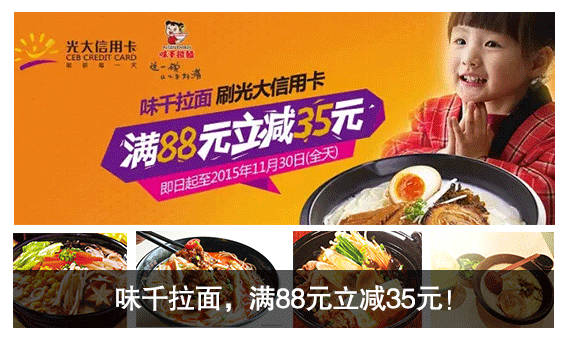 光大信用卡
CEB CREDIT CARD
味千拉麵
味千拉面 刷光大信用卡
满88元立减35元
即日起至2015年11月30日(全天)
味千拉面，满88元立减35元!